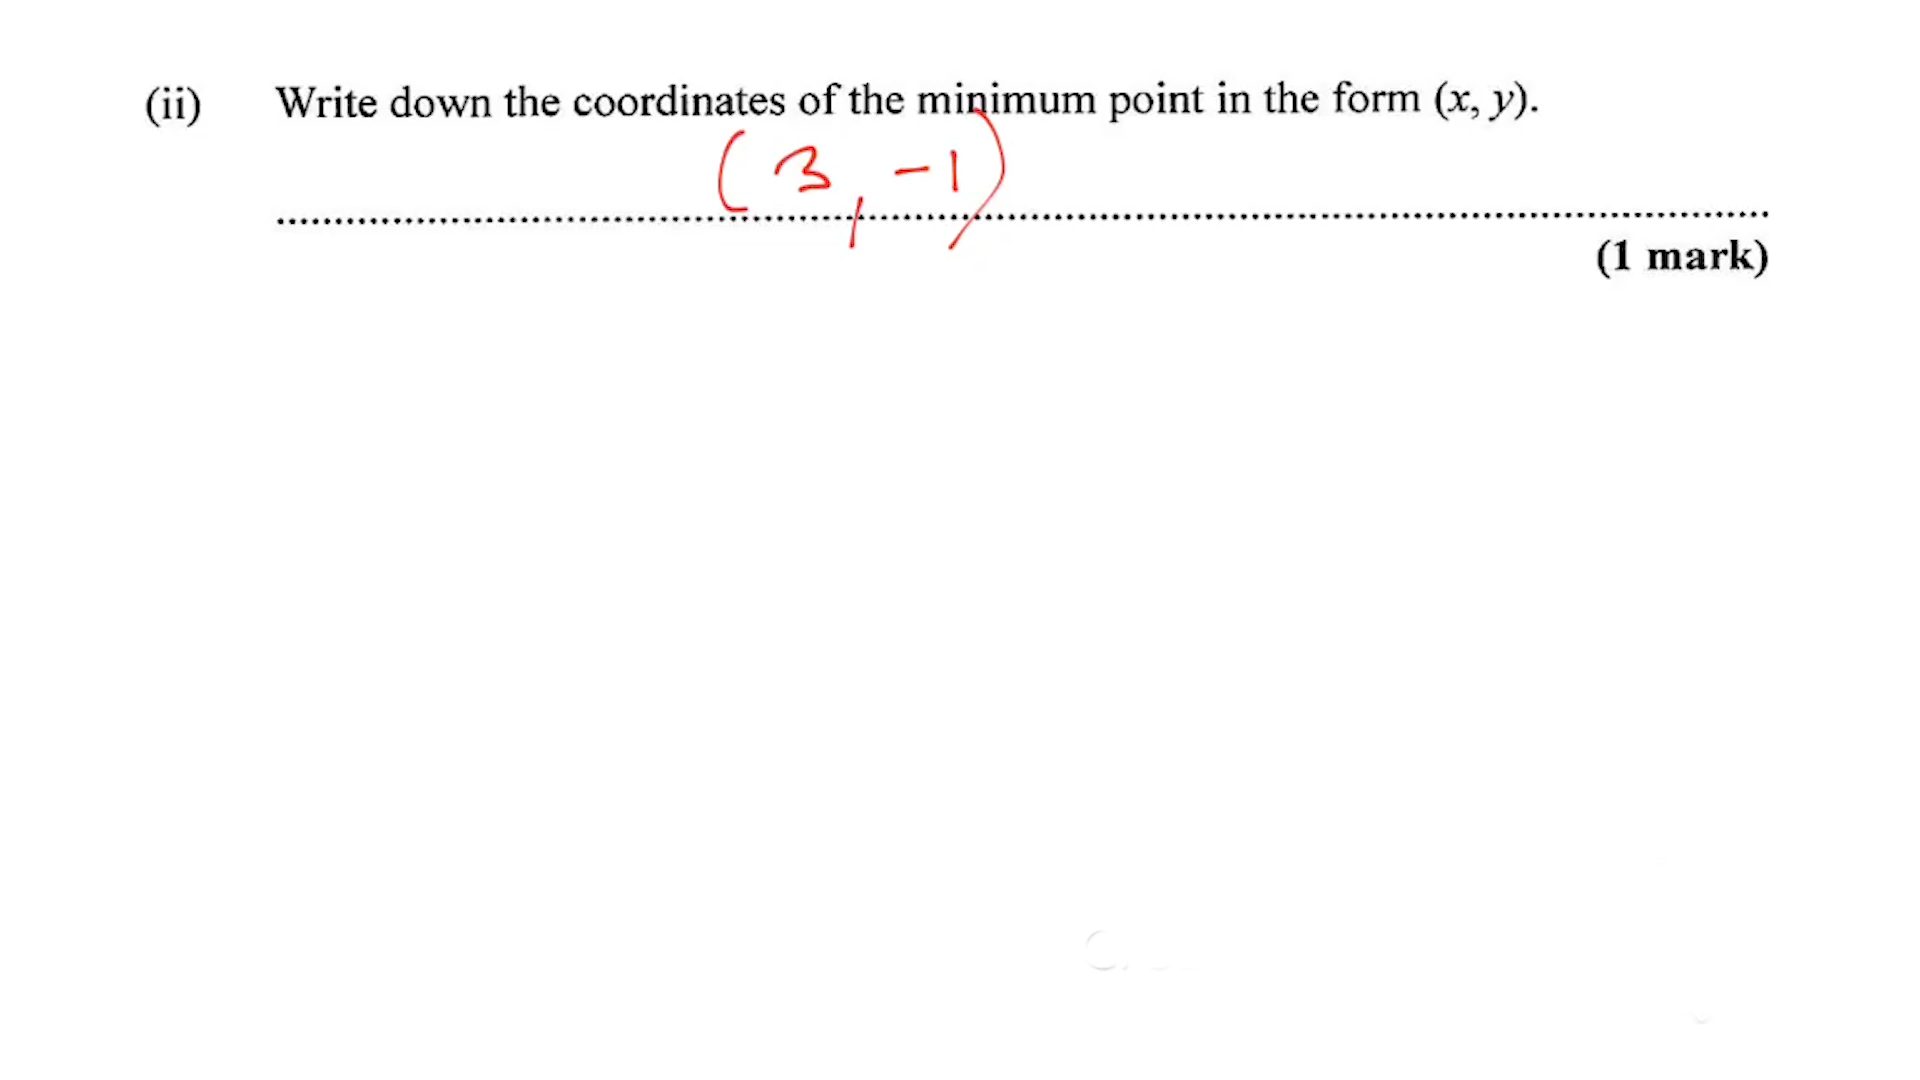 (ii) Write down the coordinates of the minimum point in the form (x, y).
(3, -1)
(1 mark)